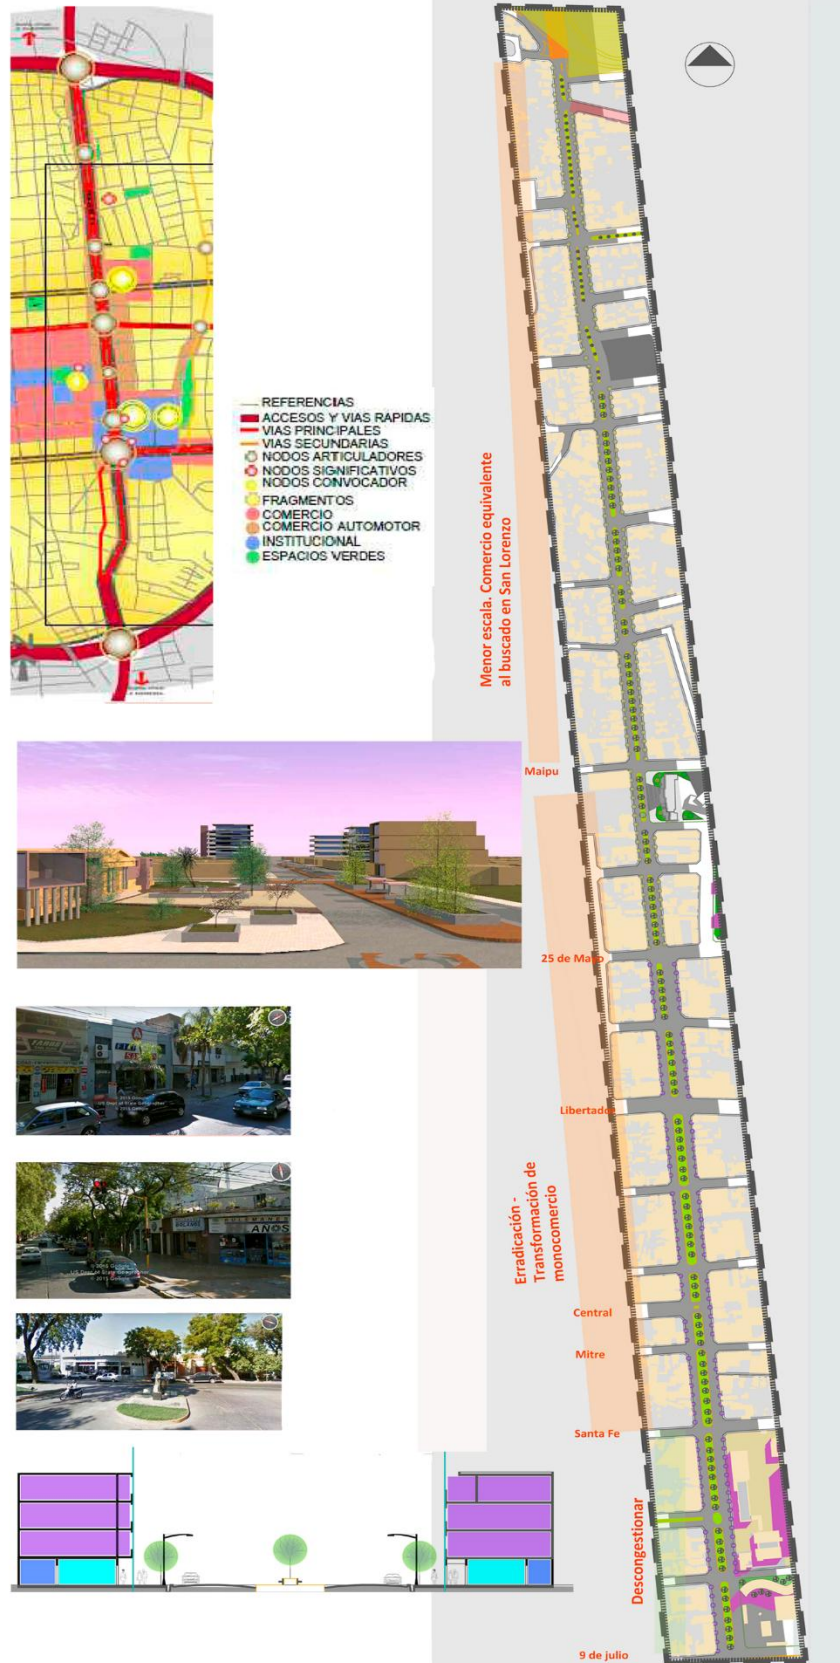 REFERENCIAS
ACCESOS Y VIAS RAPIDAS
VIAS PRINCIPALES
VIAS SECUNDARIAS
NODOS ARTICULADORES
NODOS SIGNIFICATIVOS
NODOS CONVOCADOR
FRAGMENTOS
COMERCIO
COMERCIO AUTOMOTOR
INSTITUCIONAL
ESPACIOS VERDES
Menor escala. Comercio equivalente
al buscado en San Lorenzo
Maipu
25 de Mayo
Libertador
Erradicación -
Transformación de
monocomercio
Central
Mitre
Santa Fe
Descongestionar
9 de julio
AÑOS